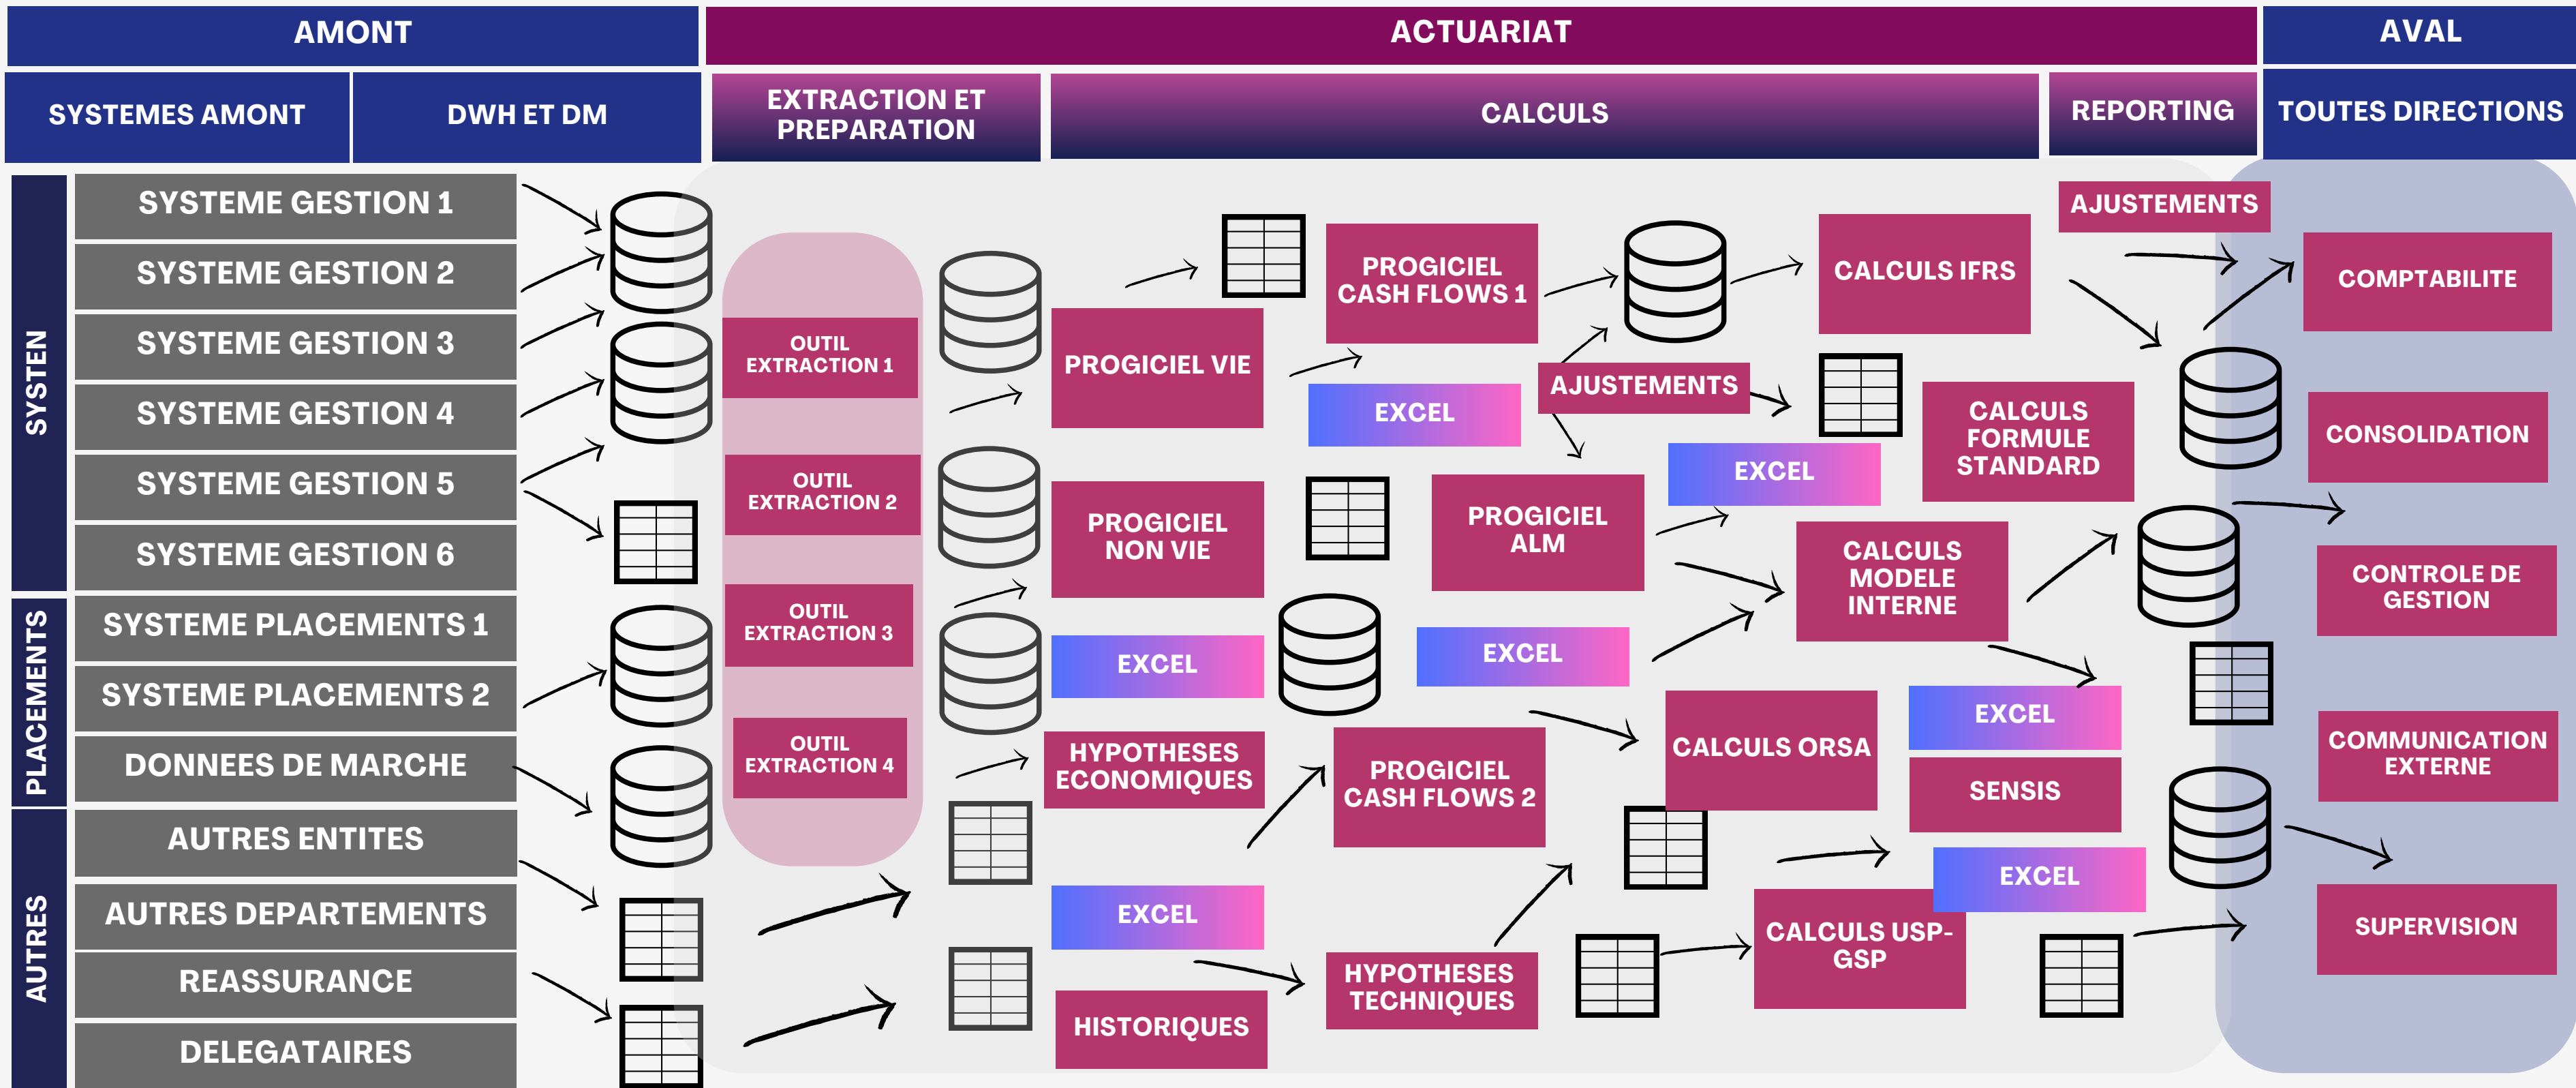 AMONT
ACTUARIAT
AVAL
SYSTEMES AMONT
DWH ET DM
EXTRACTION ET
PREPARATION
CALCULS
REPORTING
TOUTES DIRECTIONS
SYSTEN
SYSTEME GESTION 1
SYSTEME GESTION 2
SYSTEME GESTION 3
SYSTEME GESTION 4
SYSTEME GESTION 5
SYSTEME GESTION 6
PLACEMENTS
SYSTEME PLACEMENTS 1
SYSTEME PLACEMENTS 2
DONNEES DE MARCHE
AUTRES
AUTRES ENTITES
AUTRES DEPARTEMENTS
REASSURANCE
DELEGATAIRES
OUTIL
EXTRACTION 1
OUTIL
EXTRACTION 2
OUTIL
EXTRACTION 3
OUTIL
EXTRACTION 4
PROGICIEL VIE
PROGICIEL
NON VIE
EXCEL
HYPOTHESES
ECONOMIQUES
EXCEL
HISTORIQUES
PROGICIEL
CASH FLOWS 1
EXCEL
AJUSTEMENTS
PROGICIEL
ALM
EXCEL
PROGICIEL
CASH FLOWS 2
HYPOTHESES
TECHNIQUES
CALCULS IFRS
EXCEL
CALCULS
FORMULE
STANDARD
CALCULS
MODELE
INTERNE
CALCULS ORSA
EXCEL
SENSIS
EXCEL
CALCULS USP-
GSP
AJUSTEMENTS
COMPTABILITE
CONSOLIDATION
CONTROLE DE
GESTION
COMMUNICATION
EXTERNE
SUPERVISION